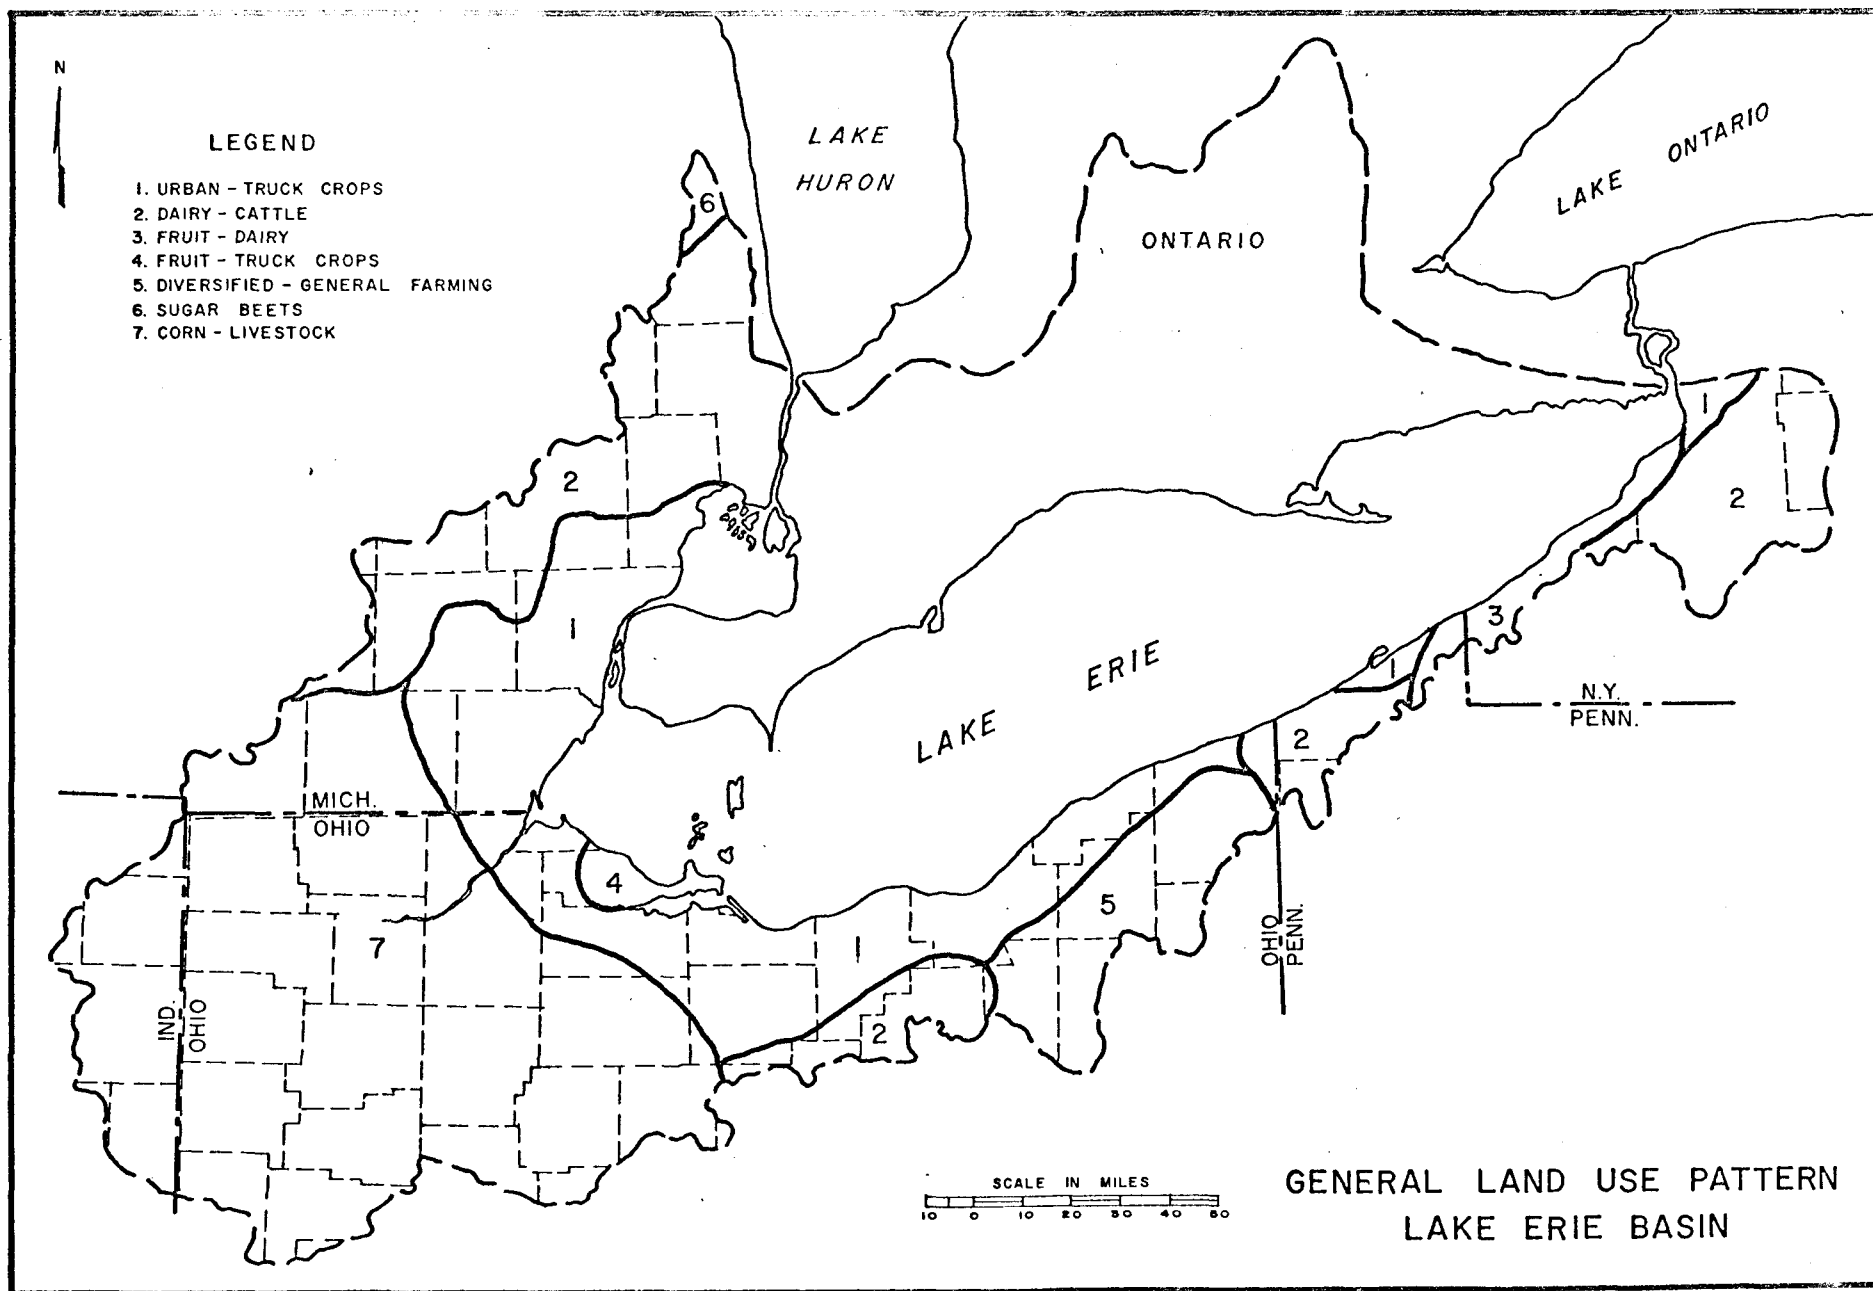 N
LEGEND
1. URBAN - TRUCK CROPS
2. DAIRY - CATTLE
3. FRUIT - DAIRY
4. FRUIT - TRUCK CROPS
5. DIVERSIFIED - GENERAL FARMING
6. SUGAR BEETS
7. CORN - LIVESTOCK
LAKE
HURON
LAKE ONTARIO
ONTARIO
6
1
2
2
1
3
1
LAKE ERIE
N.Y.
PENN.
2
MICH.
OHIO
4
5
7
1
OHIO
PENN.
IND.
OHIO
2
SCALE IN MILES
10 0 10 20 30 40 50
GENERAL LAND USE PATTERN
LAKE ERIE BASIN